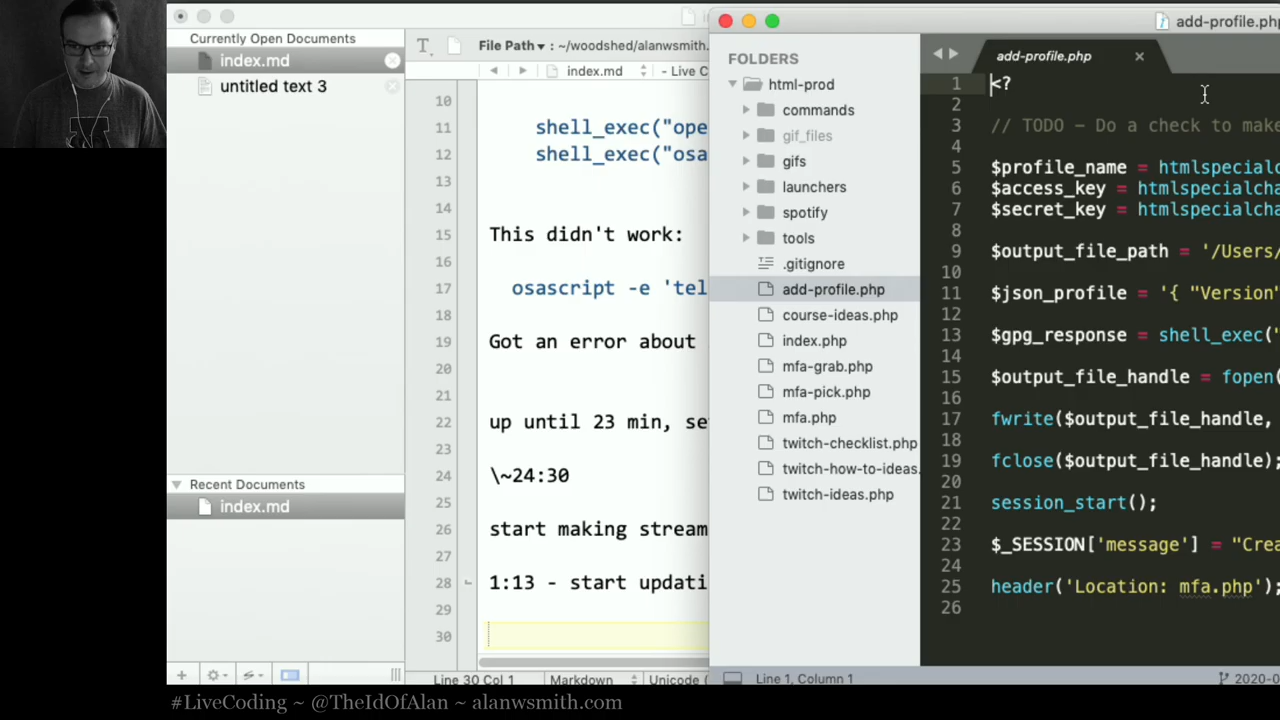 Currently Open Documents
index.md
untitled text 3
Recent Documents
index.md
File Path ▾ : ~/woodshed/alanwsmith.
index.md
- Live C
10
11 shell_exec("ope
12 shell_exec("osa
13
14
15 This didn't work:
16
17 osascript -e 'tel
18
19 Got an error about
20
21
22 up until 23 min, se
23
24 \~24:30
25
26 start making stream
27
28 1:13 - start updati
29
30
Line 30 Col 1
Markdown
Unicode (
add-profile.php
FOLDERS
html-prod
commands
gif_files
gifs
launchers
spotify
tools
.gitignore
add-profile.php
course-ideas.php
index.php
mfa-grab.php
mfa-pick.php
mfa.php
twitch-checklist.php
twitch-how-to-ideas.
twitch-ideas.php
add-profile.php
1 <?
2
3 // TODO - Do a check to make
4
5 $profile_name = htmlspecialc
6 $access_key = htmlspecialcha
7 $secret_key = htmlspecialcha
8
9 $output_file_path = '/Users/
10
11 $json_profile = '{ "Version"
12
13 $gpg_response = shell_exec("
14
15 $output_file_handle = fopen(
16
17 fwrite($output_file_handle,
18
19 fclose($output_file_handle);
20
21 session_start();
22
23 $_SESSION['message'] = "Crea
24
25 header('Location: mfa.php');
26
Line 1, Column 1
2020-0
#LiveCoding ~ @TheIdOfAlan ~ alanwsmith.com